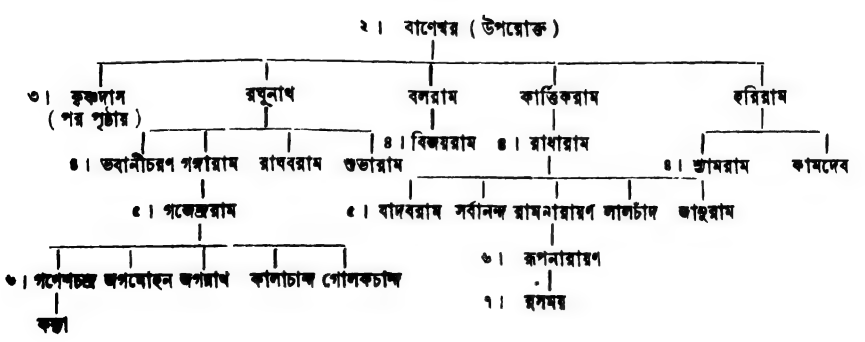 ২। বাণেশ্বর ( উপরোক্ত )
৩। কৃষ্ণদাস রঘুনাথ বলরাম কার্ত্তিকরাম হরিরাম
( পর পৃষ্ঠায় )
৪। বিজয়রাম ৪। রাধারাম
৪। ভবানীচরণ গঙ্গারাম রাঘবরাম শুভারাম ৪। শ্যামরাম কামদেব
৫। গজেন্দ্ররাম ৫। যাদবরাম সর্বানন্দ রামনারায়ণ লালচাঁদ জাদুরাম
৬। রূপনারায়ণ
৬। গণেশচন্দ্র জগমোহন জগন্নাথ কালাচান্দ গোলকচান্দ
৭। রসময়
কন্যা